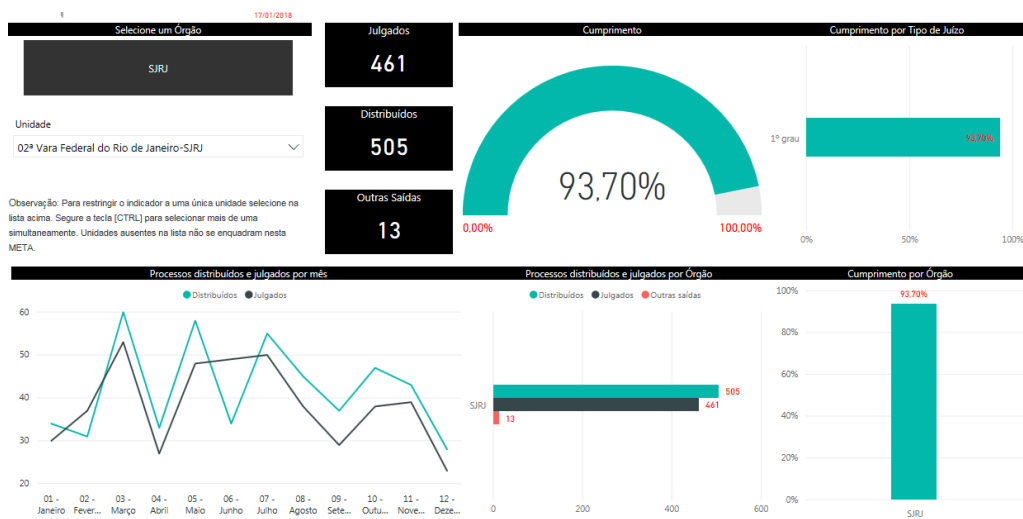 17/01/2018
Selecione um Órgão
SJRJ
Unidade
02ª Vara Federal do Rio de Janeiro-SJRJ
Observação: Para restringir o indicador a uma única unidade selecione na
lista acima. Segure a tecla [CTRL] para selecionar mais de uma
simultaneamente. Unidades ausentes na lista não se enquadram nesta
META.
Julgados
461
Distribuídos
505
Outras Saídas
13
Cumprimento
93,70%
0,00%
100,00%
Cumprimento por Tipo de Juízo
1º grau
93,70%
0%
50%
100%
Processos distribuídos e julgados por mês
Distribuídos
Julgados
60
50
40
30
20
01 - Janeiro
02 - Fever...
03 - Março
04 - Abril
05 - Maio
06 - Junho
07 - Julho
08 - Agosto
09 - Sete...
10 - Outu...
11 - Nove...
12 - Deze...
Processos distribuídos e julgados por Órgão
Distribuídos
Julgados
Outras saídas
SJRJ
505
461
13
0
200
400
600
Cumprimento por Órgão
100%
80%
60%
40%
20%
0%
93,70%
SJRJ